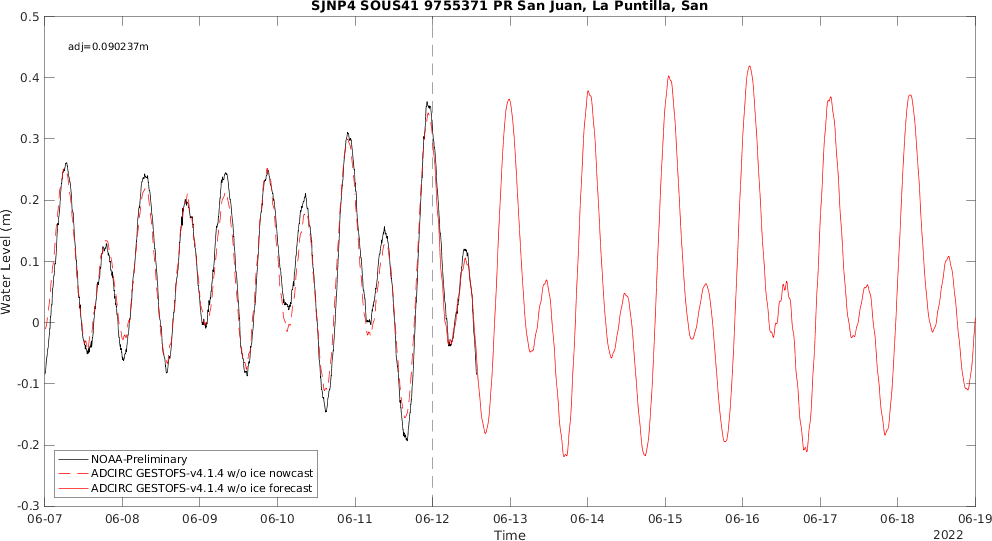 SJNP4 SOUS41 9755371 PR San Juan, La Puntilla, San
adj=0.090237m
0.5
0.4
0.3
0.2
0.1
0
-0.1
-0.2
-0.3
Water Level (m)
NOAA-Preliminary
ADCIRC GESTOFS-v4.1.4 w/o ice nowcast
ADCIRC GESTOFS-v4.1.4 w/o ice forecast
06-07 06-08 06-09 06-10 06-11 06-12 06-13 06-14 06-15 06-16 06-17 06-18 06-19
Time
2022